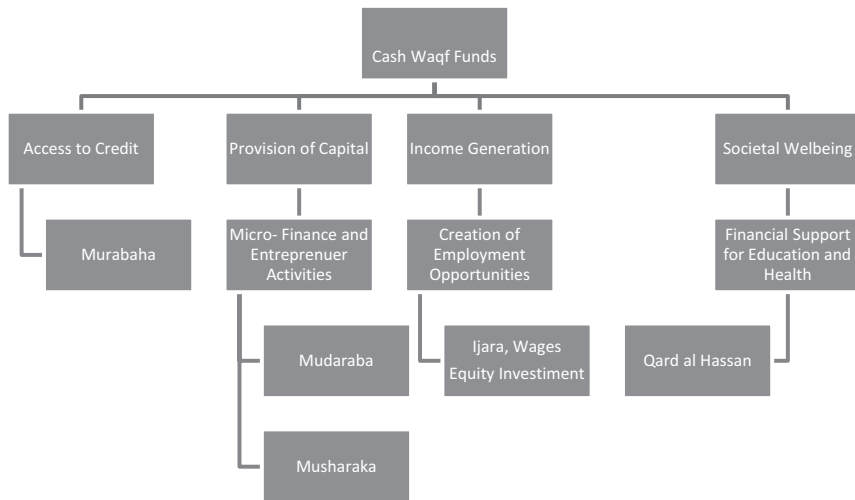 Cash Waqf Funds
Access to Credit
Provision of Capital
Income Generation
Societal Welbeing
Murabaha
Micro- Finance and
Entreprenuer
Activities
Creation of
Employment
Opportunities
Financial Support
for Education and
Health
Mudaraba
Ijara, Wages
Equity Investiment
Qard al Hassan
Musharaka